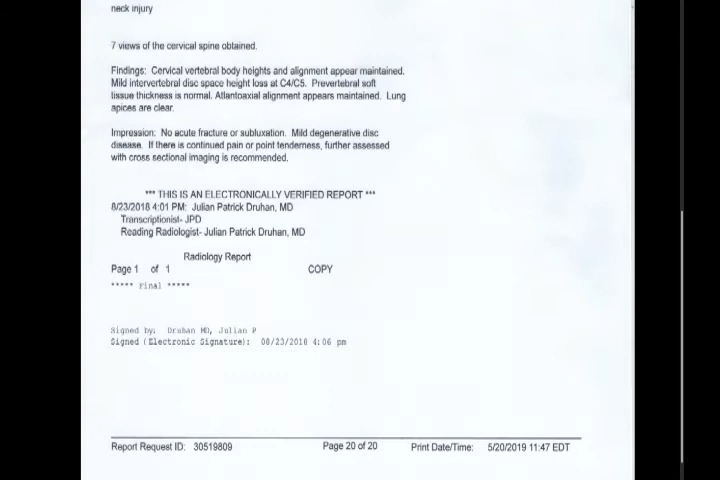 neck injury
7 views of the cervical spine obtained.
Findings: Cervical vertebral body heights and alignment appear maintained.
Mild intervertebral disc space height loss at C4/C5. Prevertebral soft
tissue thickness is normal. Atlantoaxial alignment appears maintained. Lung
apices are clear.
Impression: No acute fracture or subluxation. Mild degenerative disc
disease. If there is continued pain or point tenderness, further assessed
with cross sectional imaging is recommended.
*** THIS IS AN ELECTRONICALLY VERIFIED REPORT ***
8/23/2018 4:01 PM: Julian Patrick Druhan, MD
Transcriptionist- JPD
Reading Radiologist- Julian Patrick Druhan, MD
Radiology Report
Page 1 of 1 COPY
***** Final *****
Signed by: Druhan MD, Julian P
Signed (Electronic Signature): 08/23/2018 4:06 pm
Report Request ID: 30519809 Page 20 of 20 Print Date/Time: 5/20/2019 11:47 EDT